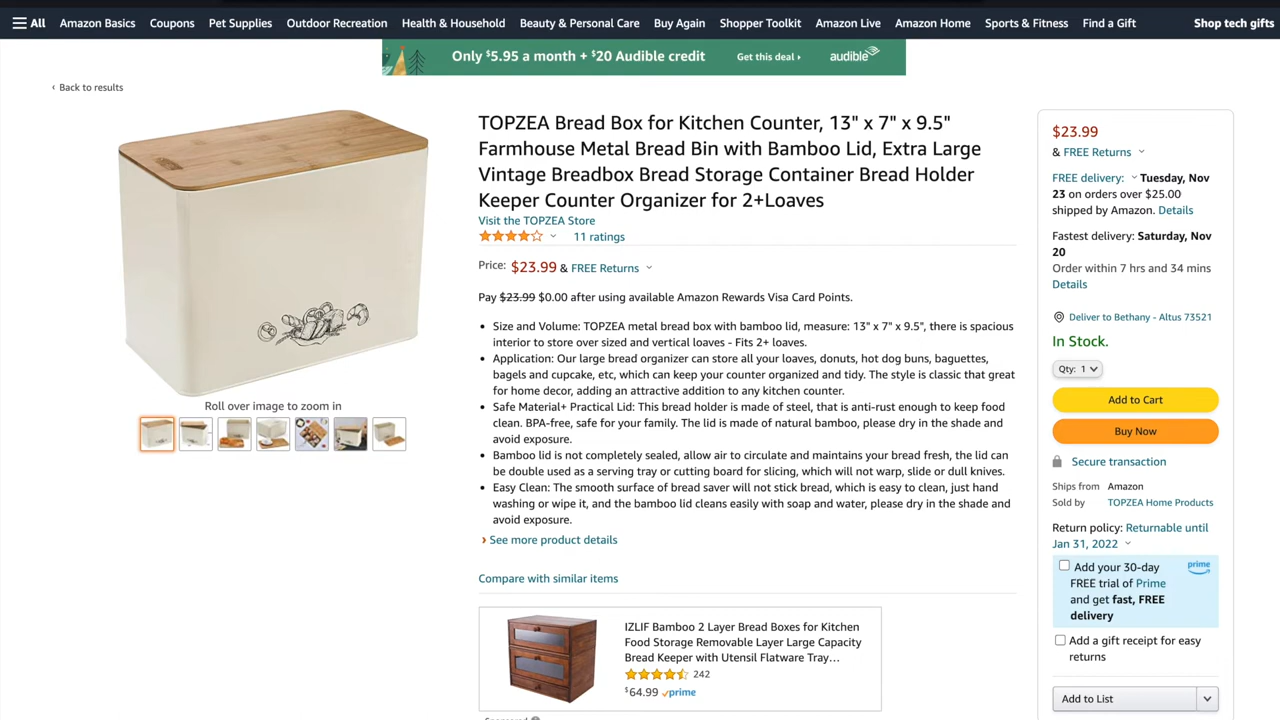 All
Amazon Basics
Coupons
Pet Supplies
Outdoor Recreation
Health & Household
Beauty & Personal Care
Buy Again
Shopper Toolkit
Amazon Live
Amazon Home
Sports & Fitness
Find a Gift
Shop tech gifts
Only $5.95 a month + $20 Audible credit
Get this deal ›
audible
‹ Back to results
Roll over image to zoom in
TOPZEA Bread Box for Kitchen Counter, 13" x 7" x 9.5"
Farmhouse Metal Bread Bin with Bamboo Lid, Extra Large
Vintage Breadbox Bread Storage Container Bread Holder
Keeper Counter Organizer for 2+Loaves
Visit the TOPZEA Store
11 ratings
Price: $23.99 & FREE Returns
Pay $23.99 $0.00 after using available Amazon Rewards Visa Card Points.
• Size and Volume: TOPZEA metal bread box with bamboo lid, measure: 13" x 7" x 9.5", there is spacious
interior to store over sized and vertical loaves - Fits 2+ loaves.
• Application: Our large bread organizer can store all your loaves, donuts, hot dog buns, baguettes,
bagels and cupcake, etc, which can keep your counter organized and tidy. The style is classic that great
for home decor, adding an attractive addition to any kitchen counter.
• Safe Material+ Practical Lid: This bread holder is made of steel, that is anti-rust enough to keep food
clean. BPA-free, safe for your family. The lid is made of natural bamboo, please dry in the shade and
avoid exposure.
• Bamboo lid is not completely sealed, allow air to circulate and maintains your bread fresh, the lid can
be double used as a serving tray or cutting board for slicing, which will not warp, slide or dull knives.
• Easy Clean: The smooth surface of bread saver will not stick bread, which is easy to clean, just hand
washing or wipe it, and the bamboo lid cleans easily with soap and water, please dry in the shade and
avoid exposure.
› See more product details
Compare with similar items
IZLIF Bamboo 2 Layer Bread Boxes for Kitchen
Food Storage Removable Layer Large Capacity
Bread Keeper with Utensil Flatware Tray...
242
$64.99 prime
$23.99
& FREE Returns
FREE delivery: Tuesday, Nov
23 on orders over $25.00
shipped by Amazon. Details
Fastest delivery: Saturday, Nov
20
Order within 7 hrs and 34 mins
Details
Deliver to Bethany - Altus 73521
In Stock.
Qty: 1
Add to Cart
Buy Now
Secure transaction
Ships from Amazon
Sold by TOPZEA Home Products
Return policy: Returnable until
Jan 31, 2022
Add your 30-day
FREE trial of Prime
and get fast, FREE
delivery
prime
Add a gift receipt for easy
returns
Add to List